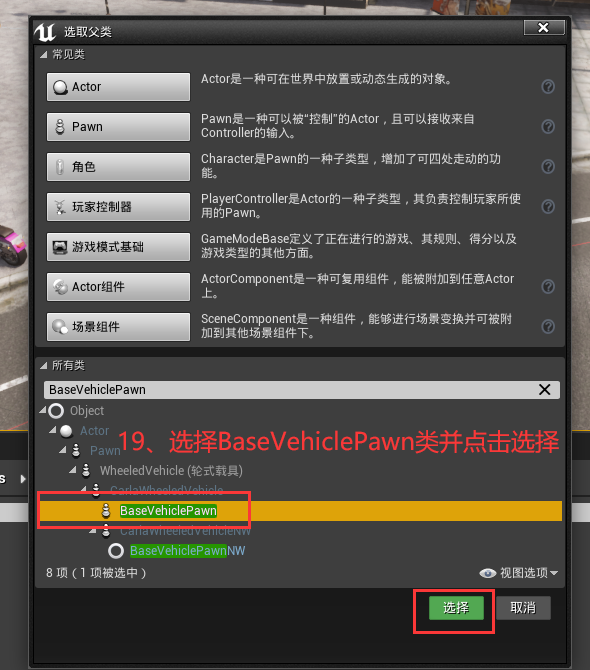 选取父类
常见类
Actor
Actor是一种可在世界中放置或动态生成的对象。
Pawn
Pawn是一种可以被“控制”的Actor，且可以接收来自
Controller的输入。
角色
Character是Pawn的一种子类型，增加了可四处走动的功
能。
玩家控制器
PlayerController是Actor的一种子类型，其负责控制玩家所使
用的Pawn。
游戏模式基础
GameModeBase定义了正在进行的游戏、其规则、得分以及
游戏类型的其他方面。
Actor组件
ActorComponent是一种可复用组件，能被附加到任意Actor
上。
场景组件
SceneComponent是一种组件，能够进行场景变换并可被附
加到其他场景组件下。
所有类
BaseVehiclePawn
Object
Actor
19、选择BaseVehiclePawn类并点击选择
Pawn
WheeledVehicle (轮式载具)
CarlaWheeledVehicle
BaseVehiclePawn
CarlaWheeledVehicleNW
BaseVehiclePawnNW
8 项（1 项被选中）
视图选项
选择
取消